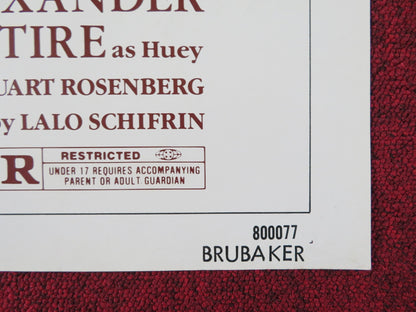 XANDER
TIRE as Huey
UART ROSENBERG
by LALO SCHIFRIN
R
RESTRICTED
UNDER 17 REQUIRES ACCOMPANYING
PARENT OR ADULT GUARDIAN
800077
BRUBAKER